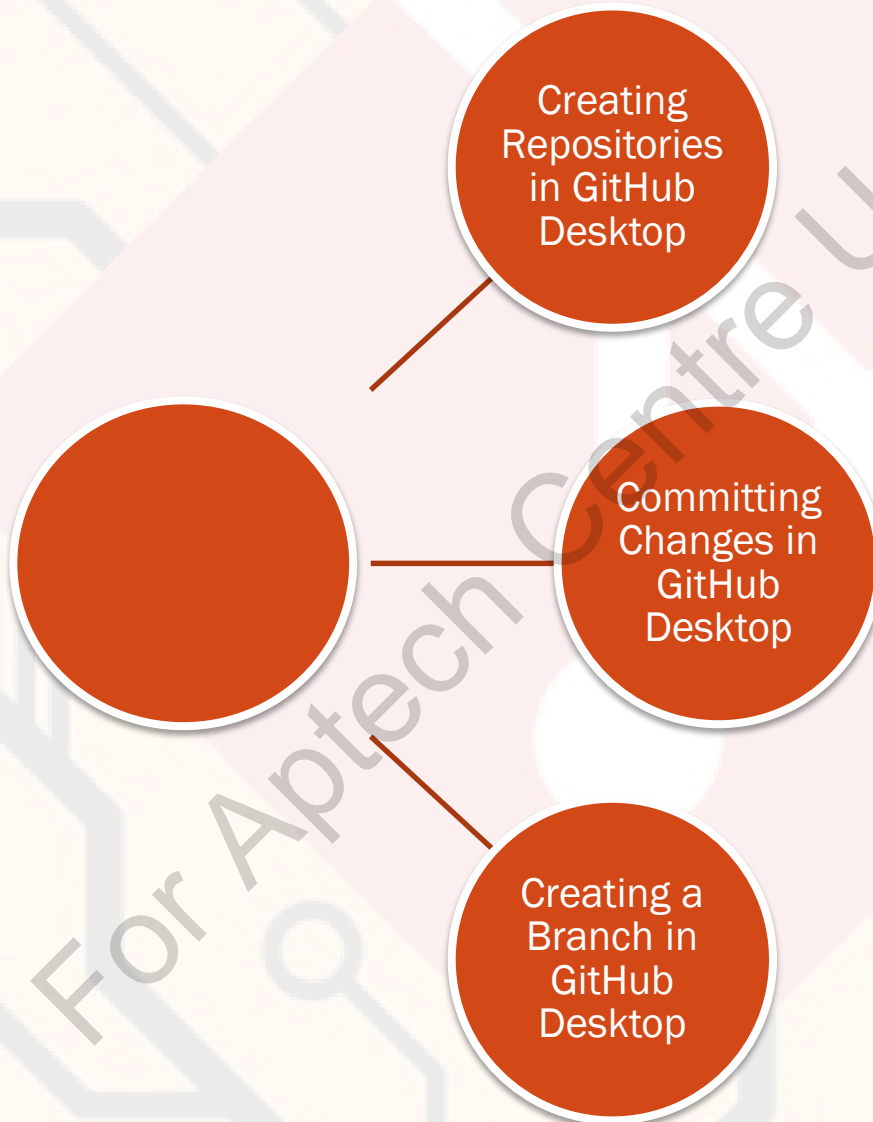 Creating
Repositories
in GitHub
Desktop
Committing
Changes in
GitHub
Desktop
Creating a
Branch in
GitHub
Desktop
For Aptech Centre U